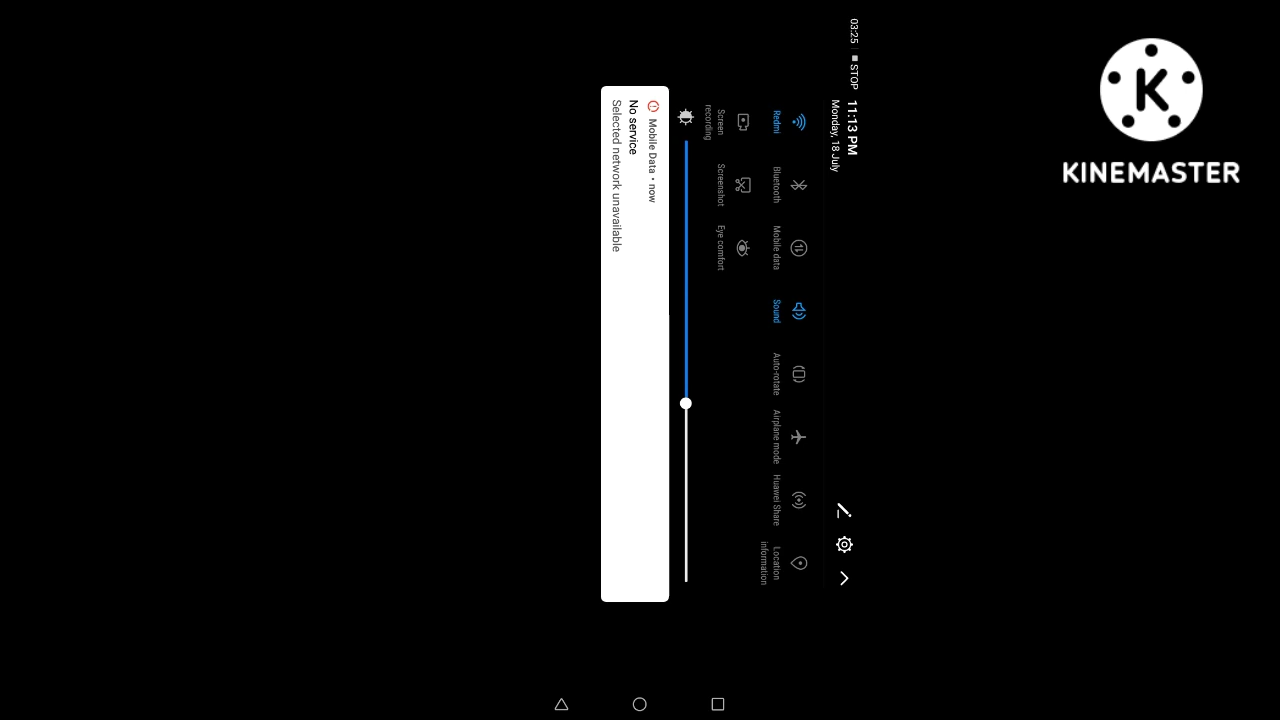 03:25 STOP
11:13 PM
Monday, 18 July
Redmi
Bluetooth
Mobile data
Sound
Auto-rotate
Airplane mode
Huawei Share
Location
information
Screen
recording
Screenshot
Eye comfort
Mobile Data • now
No service
Selected network unavailable
K
KINEMASTER